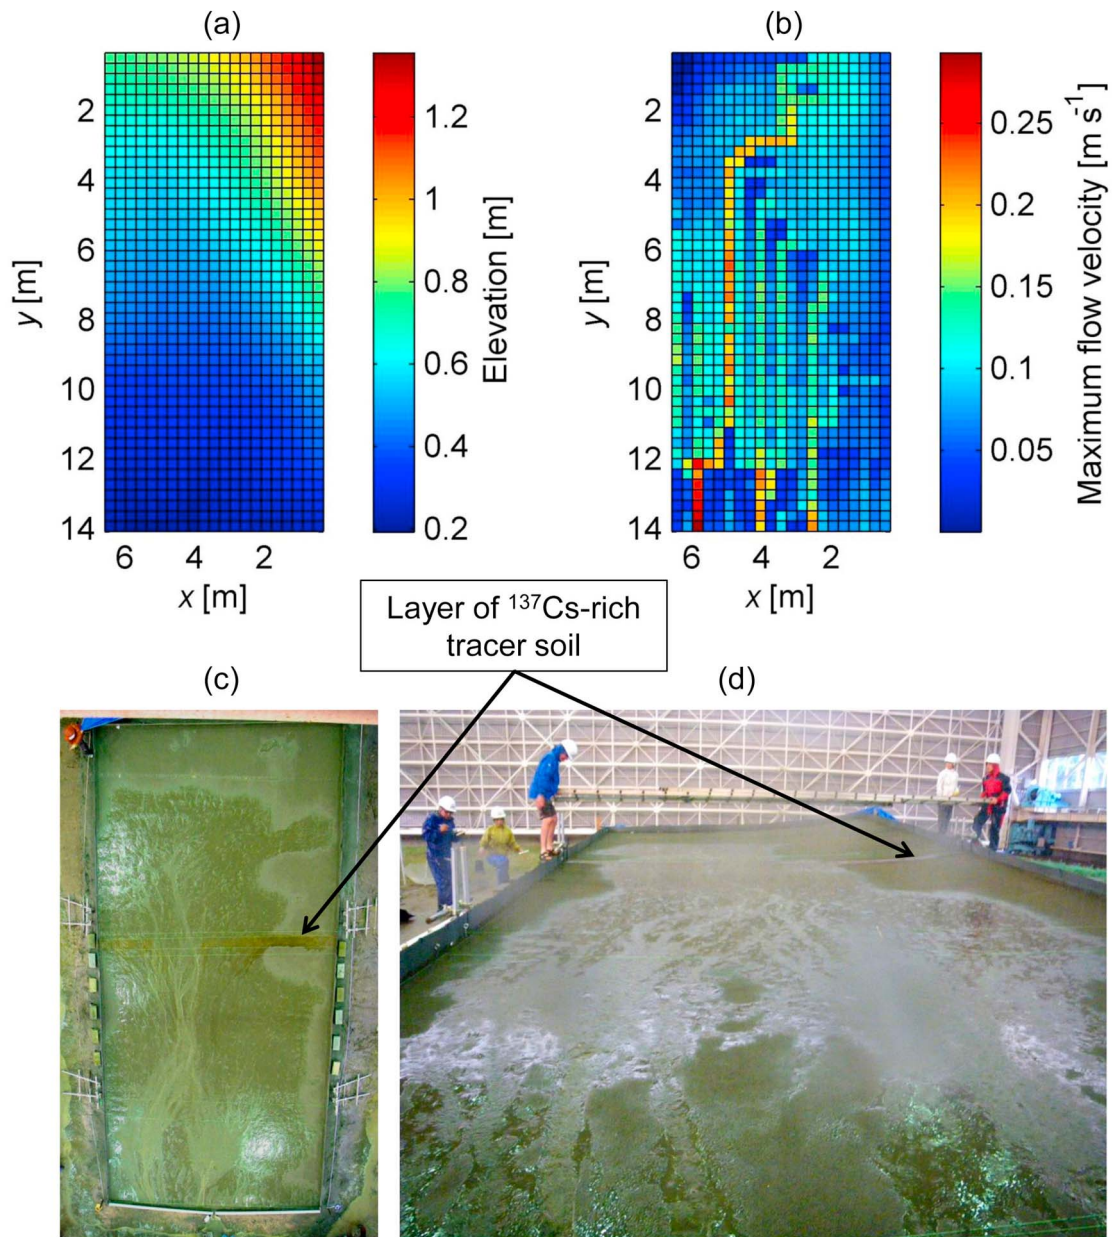 (a)
(b)
2
4
6
8
10
12
14
y [m]
6 4 2
x [m]
1.2
1
0.8
0.6
0.4
0.2
Elevation [m]
2
4
6
8
10
12
14
y [m]
6 4 2
x [m]
0.25
0.2
0.15
0.1
0.05
Maximum flow velocity [m s⁻¹]
Layer of ¹³⁷Cs-rich
tracer soil
(c)
(d)